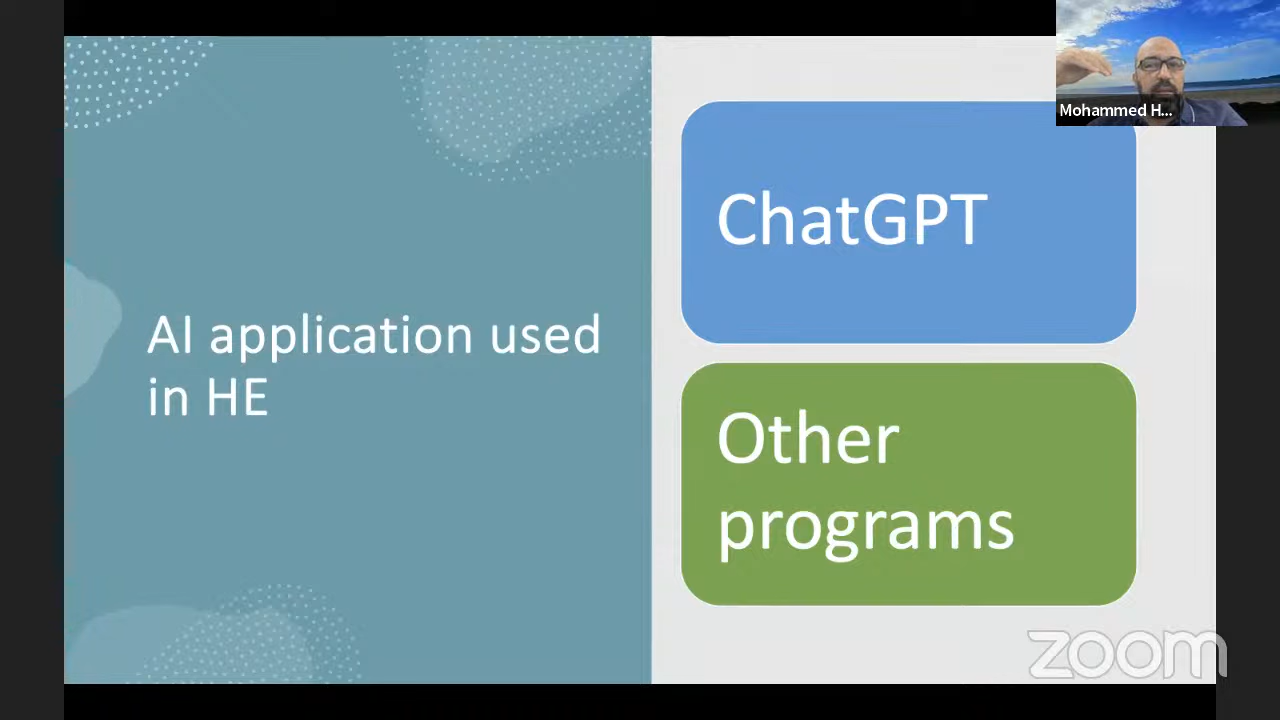 Mohammed H...
AI application used
in HE
ChatGPT
Other
programs
zoom